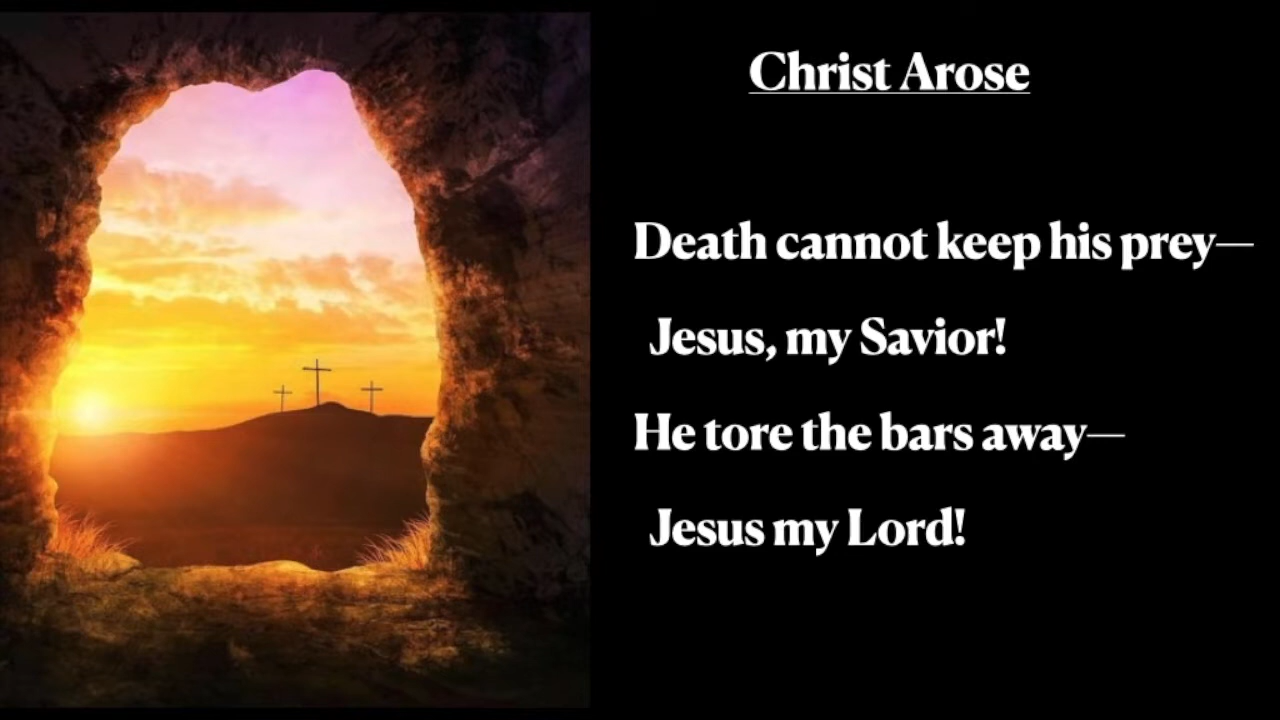 Christ Arose
Death cannot keep his prey—
Jesus, my Savior!
He tore the bars away—
Jesus my Lord!